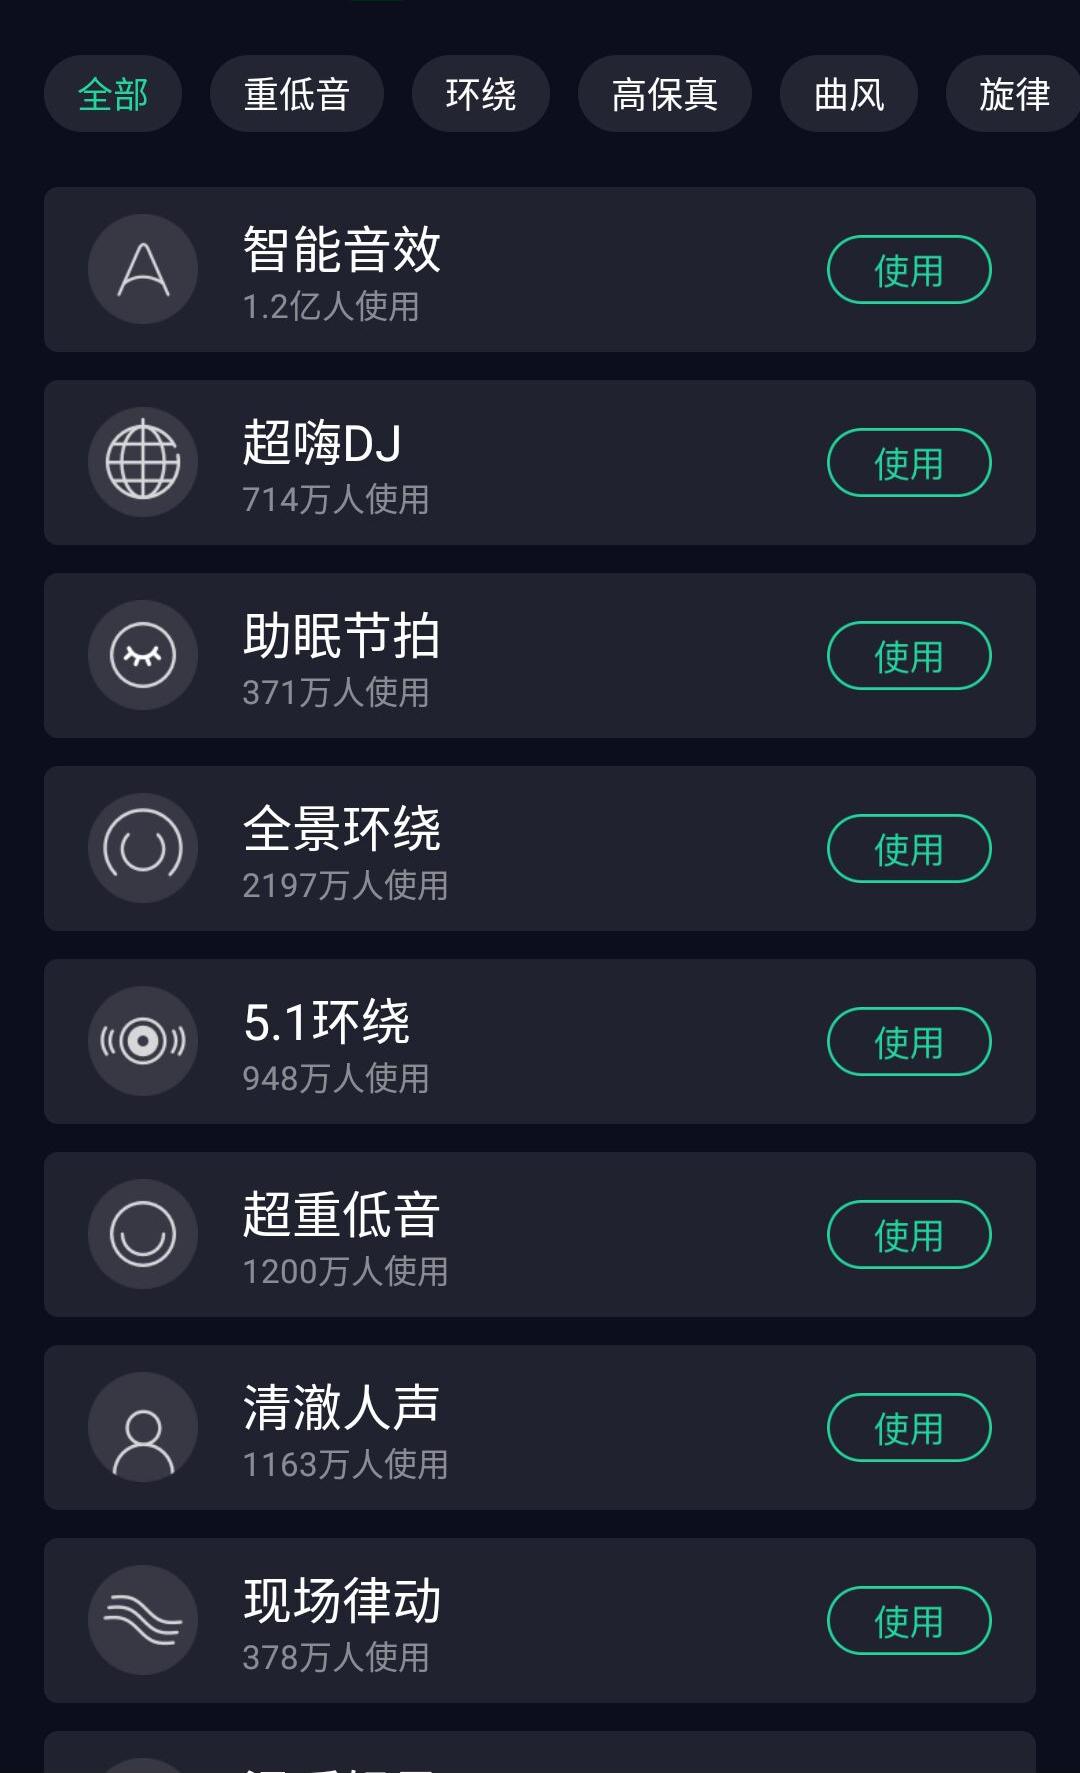 全部
重低音
环绕
高保真
曲风
旋律
智能音效
1.2亿人使用
使用
超嗨DJ
714万人使用
使用
助眠节拍
371万人使用
使用
全景环绕
2197万人使用
使用
5.1环绕
948万人使用
使用
超重低音
1200万人使用
使用
清澈人声
1163万人使用
使用
现场律动
378万人使用
使用